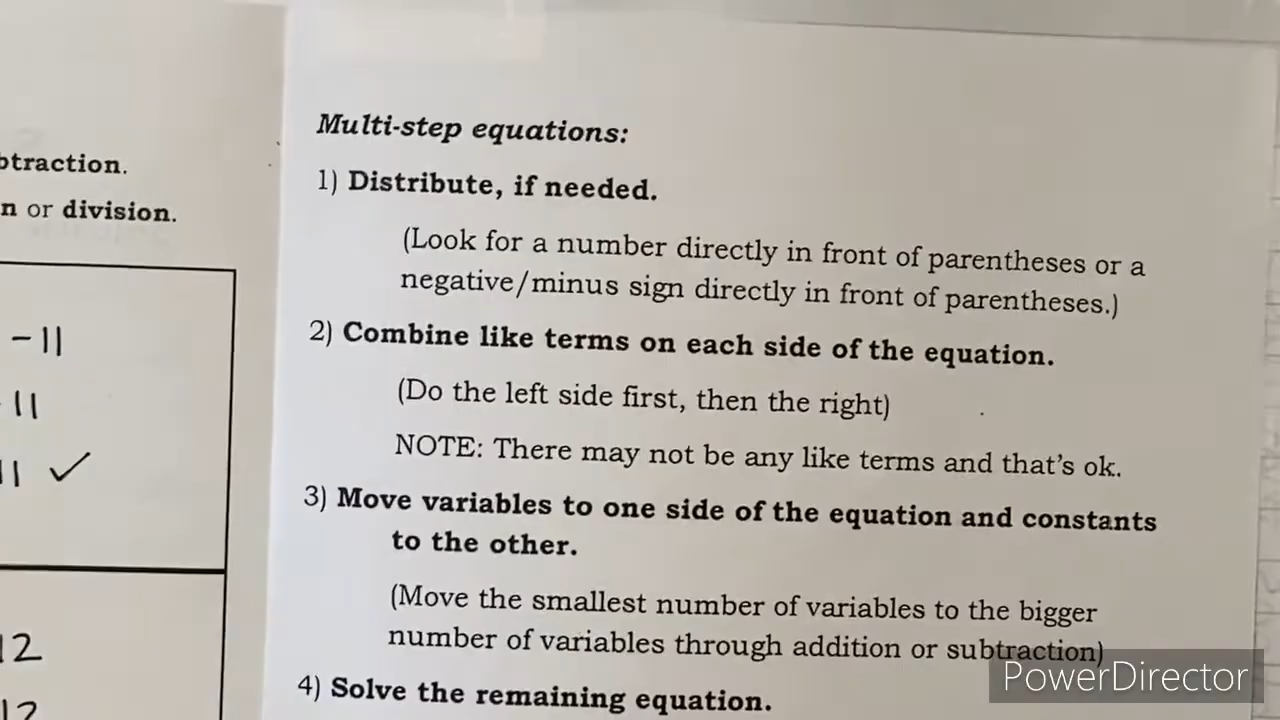 btraction.
n or division.
-11
11
11 ✓
12
12
Multi-step equations:
1) Distribute, if needed.
(Look for a number directly in front of parentheses or a
negative/minus sign directly in front of parentheses.)
2) Combine like terms on each side of the equation.
(Do the left side first, then the right)
NOTE: There may not be any like terms and that's ok.
3) Move variables to one side of the equation and constants
to the other.
(Move the smallest number of variables to the bigger
number of variables through addition or subtraction)
4) Solve the remaining equation.
PowerDirector